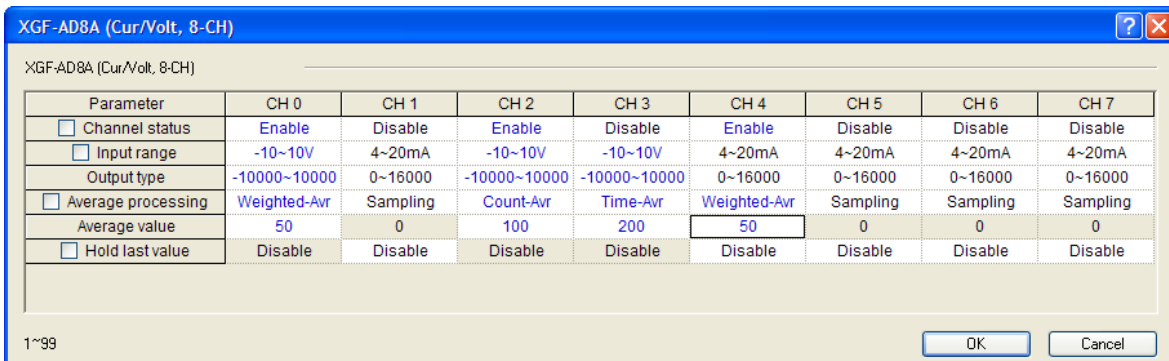 XGF-AD8A (Cur/Volt, 8-CH)
XGF-AD8A (Cur/Volt, 8-CH)
Parameter CH 0 CH 1 CH 2 CH 3 CH 4 CH 5 CH 6 CH 7
Channel status Enable Disable Enable Disable Enable Disable Disable Disable
Input range -10~10V 4~20mA -10~10V -10~10V 4~20mA 4~20mA 4~20mA 4~20mA
Output type -10000~10000 0~16000 -10000~10000 -10000~10000 0~16000 0~16000 0~16000 0~16000
Average processing Weighted-Avr Sampling Count-Avr Time-Avr Weighted-Avr Sampling Sampling Sampling
Average value 50 0 100 200 50 0 0 0
Hold last value Disable Disable Disable Disable Disable Disable Disable Disable
1~99 OK Cancel